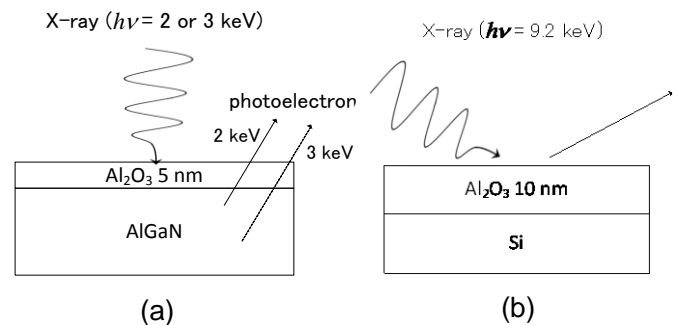 X-ray (hν = 2 or 3 keV)
photoelectron
2 keV
3 keV
Al₂O₃ 5 nm
AlGaN
(a)
X-ray (hν = 9.2 keV)
Al₂O₃ 10 nm
Si
(b)